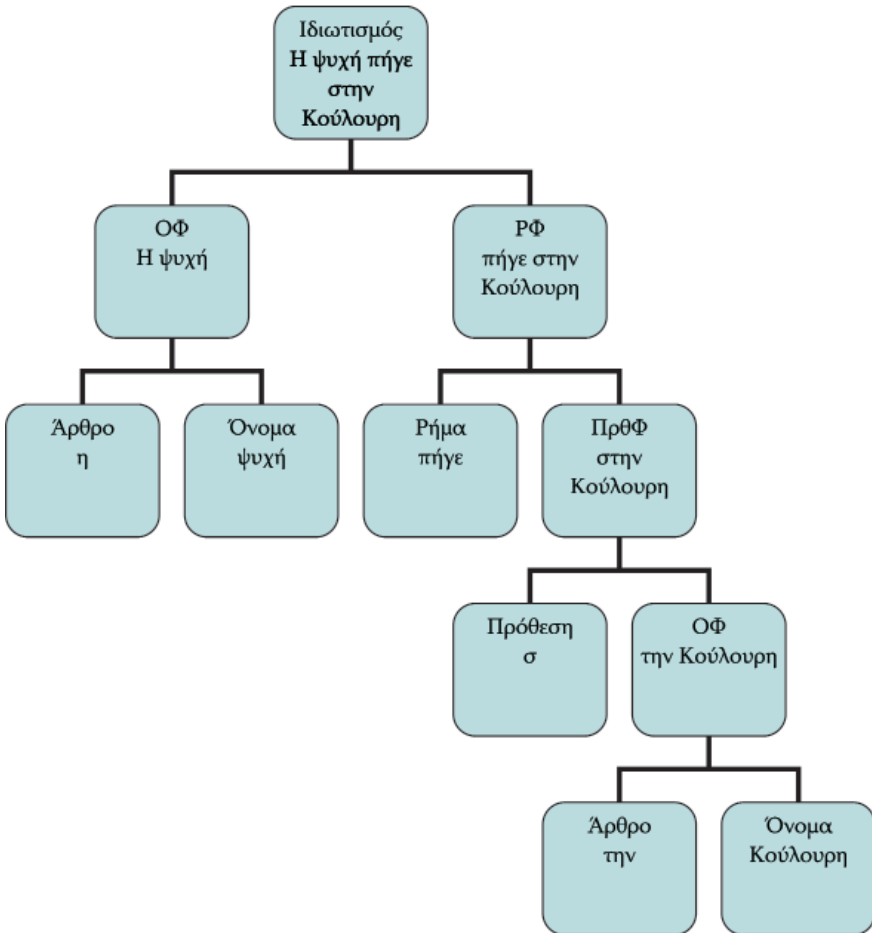 Ιδιωτισμός
Η ψυχή πήγε
στην
Κούλουρη
ΟΦ
Η ψυχή
ΡΦ
πήγε στην
Κούλουρη
Άρθρο
η
Όνομα
ψυχή
Ρήμα
πήγε
ΠρθΦ
στην
Κούλουρη
Πρόθεση
σ
ΟΦ
την Κούλουρη
Άρθρο
την
Όνομα
Κούλουρη